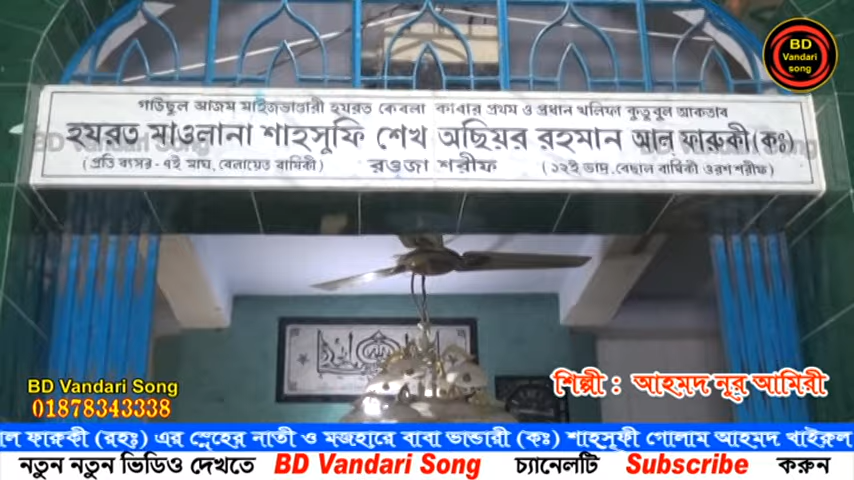 BD
Vandari
song
গাউছুল আজম মাইজভাণ্ডারী হযরত কেবলা কাবার প্রথম ও প্রধান খলিফা কুতুবুল আকতাব
হযরত মাওলানা শাহসুফি শেখ অছিয়র রহমান আল ফারুকী (কঃ)
(প্রতি বৎসর - ৭ই মাঘ, বেলায়েত বার্ষিকী) রওজা শরীফ (১২ই ভাদ্র, বেছাল বার্ষিকী ওরশ শরীফ)
BD Vandari Song
01878343338
শিল্পী : আহমদ নূর আমিরী
ল ফারুকী (রহঃ) এর স্নেহের নাতী ও মজহারে বাবা ভান্ডারী (কঃ) শাহসূফী গোলাম আহমদ খাইরুল
নতুন নতুন ভিডিও দেখতে BD Vandari Song চ্যানেলটি Subscribe করুন